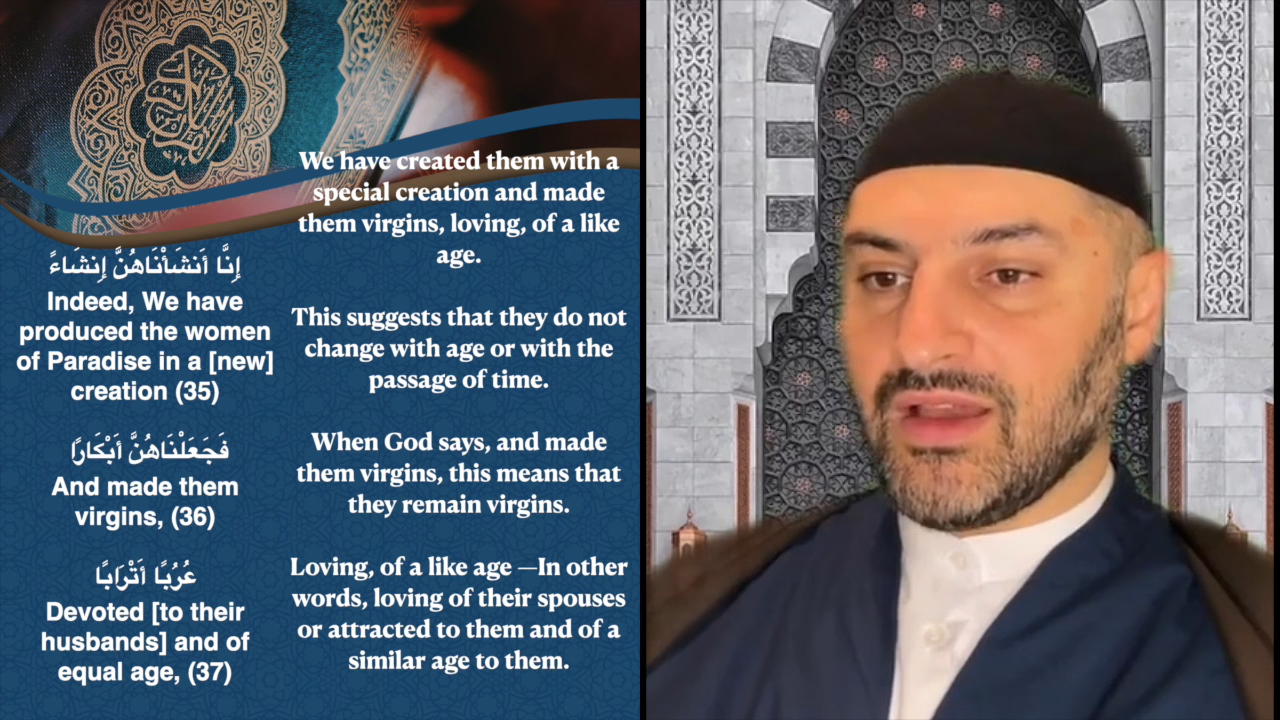 إِنَّا أَنشَأْنَاهُنَّ إِنشَاءً
Indeed, We have
produced the women
of Paradise in a [new]
creation (35)
فَجَعَلْنَاهُنَّ أَبْكَارًا
And made them
virgins, (36)
عُرُبًا أَتْرَابًا
Devoted [to their
husbands] and of
equal age, (37)
We have created them with a
special creation and made
them virgins, loving, of a like
age.
This suggests that they do not
change with age or with the
passage of time.
When God says, and made
them virgins, this means that
they remain virgins.
Loving, of a like age —In other
words, loving of their spouses
or attracted to them and of a
similar age to them.